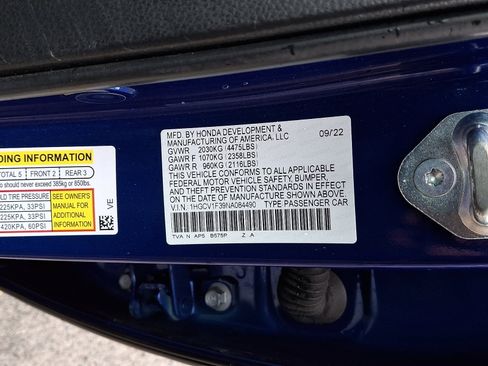 DING INFORMATION
OTAL 5 FRONT 2 REAR 3
should never exceed 385kg or 850lbs.
LD TIRE PRESSURE
225KPA, 33PSI
225KPA, 33PSI
420KPA, 60PSI
SEE OWNER'S
MANUAL FOR
ADDITIONAL
INFORMATION
VE
MFD. BY HONDA DEVELOPMENT & 09/22
MANUFACTURING OF AMERICA, LLC
GVWR 2030KG (4475LBS)
GAWR F 1070KG (2358LBS)
GAWR R 960KG (2116LBS)
THIS VEHICLE CONFORMS TO ALL APPLICABLE
FEDERAL MOTOR VEHICLE SAFETY, BUMPER,
AND THEFT PREVENTION STANDARDS IN EFFECT
ON THE DATE OF MANUFACTURE SHOWN ABOVE.
V.I.N: 1HGCV1F39NA084490 TYPE PASSENGER CAR
TVA N AP5 B575P Z .A